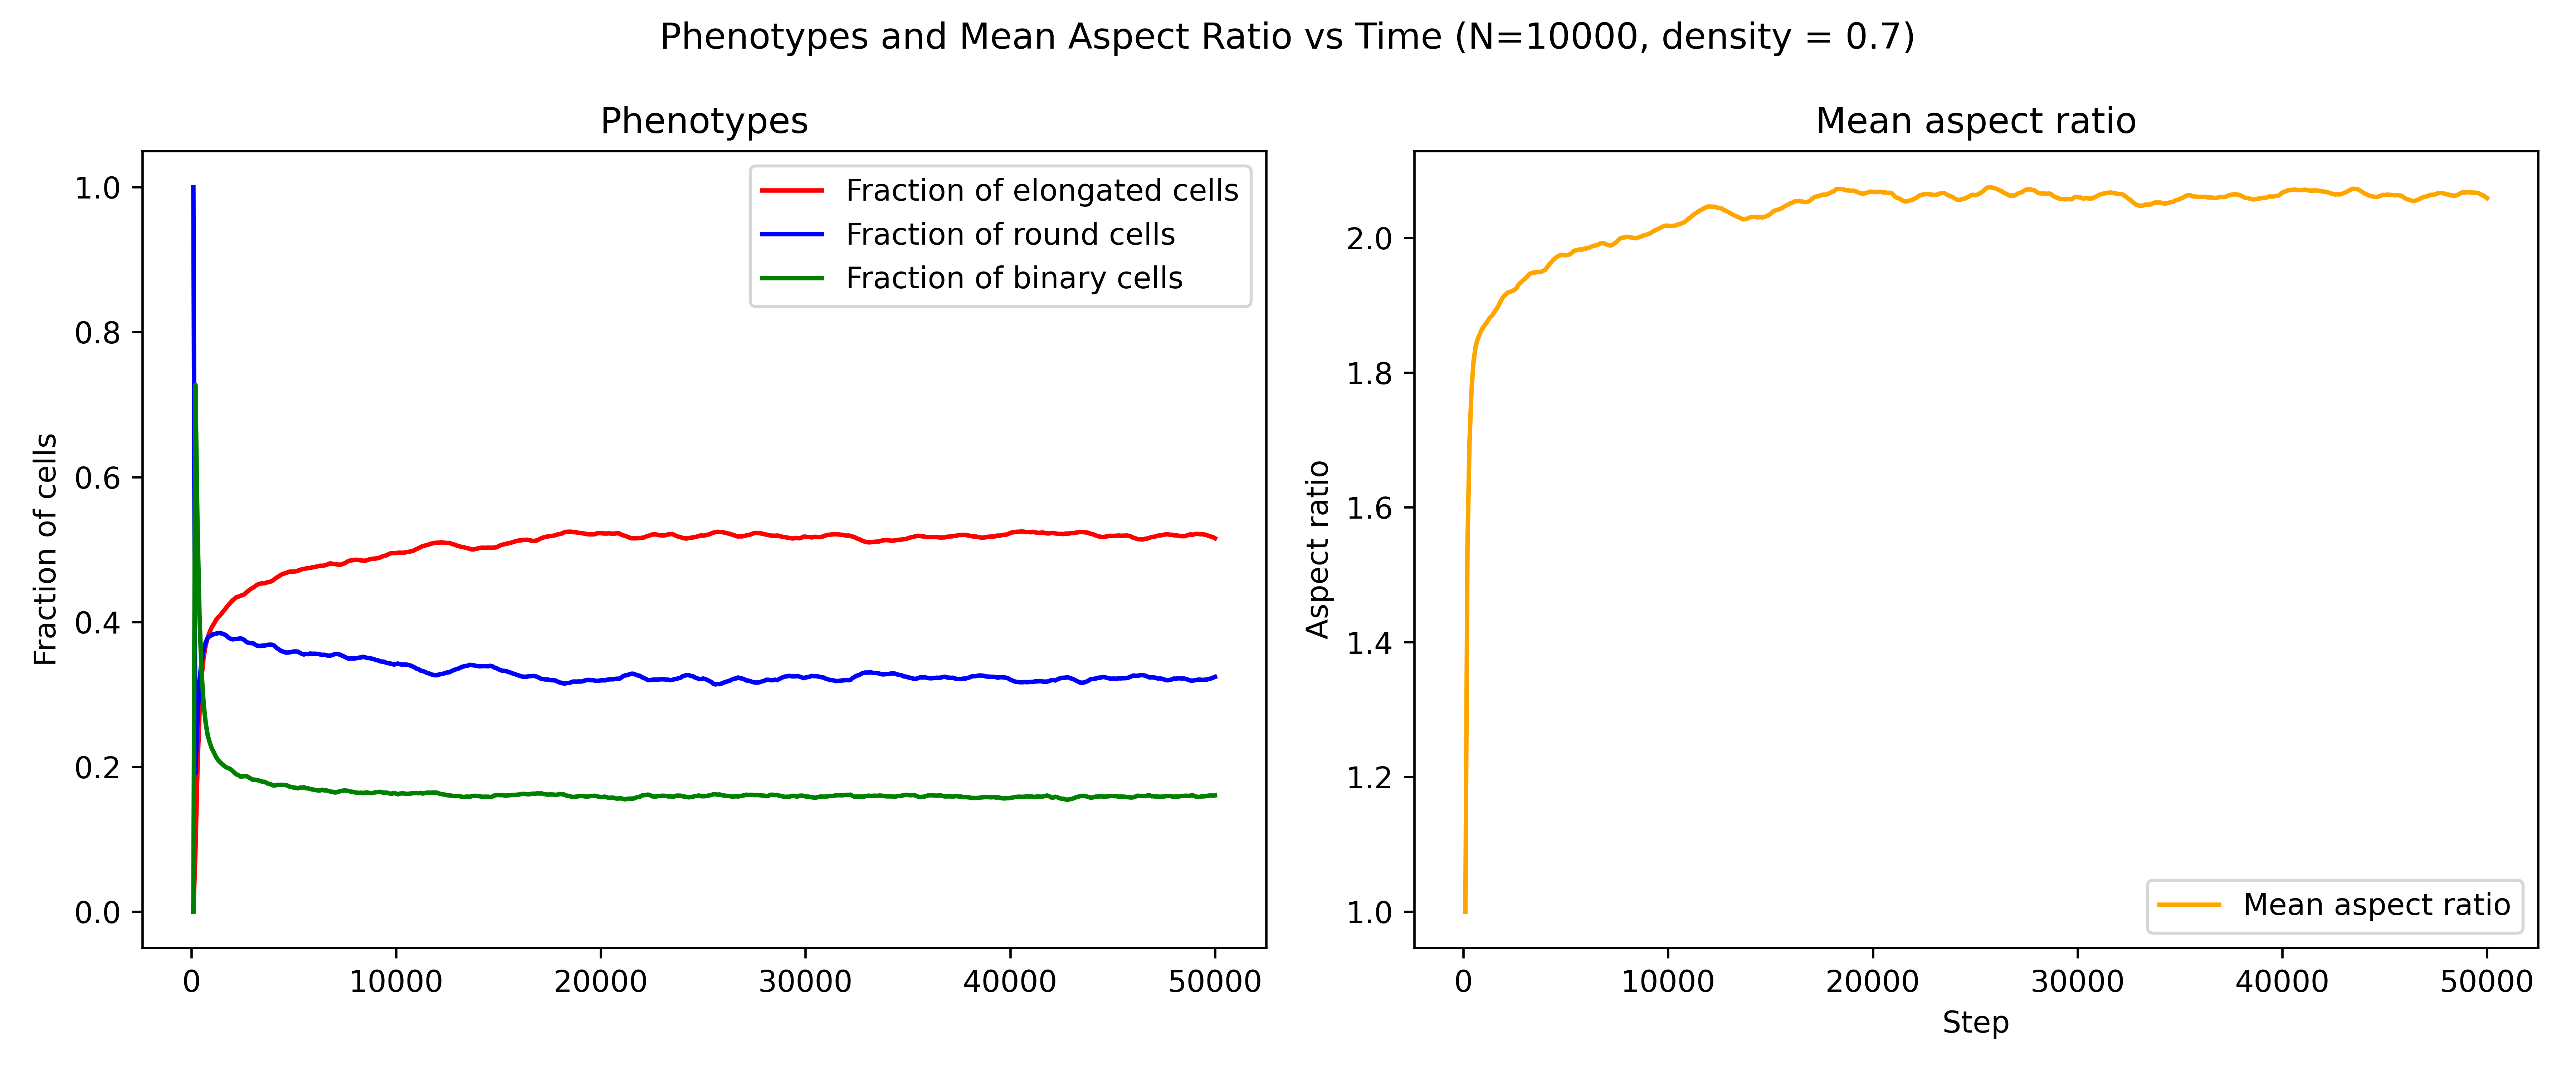 Phenotypes and Mean Aspect Ratio vs Time (N=10000, density = 0.7)
Phenotypes
Fraction of cells
1.0
0.8
0.6
0.4
0.2
0.0
0 10000 20000 30000 40000 50000
Fraction of elongated cells
Fraction of round cells
Fraction of binary cells
Mean aspect ratio
Aspect ratio
2.0
1.8
1.6
1.4
1.2
1.0
0 10000 20000 30000 40000 50000
Step
Mean aspect ratio